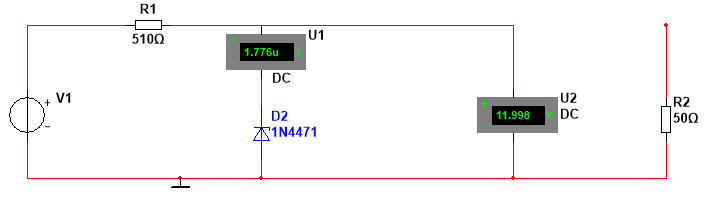 R1
510Ω
U1
+
1.776u
A
-
DC
V1
+
-
D2
1N4471
U2
+
11.998
V
-
DC
R2
50Ω